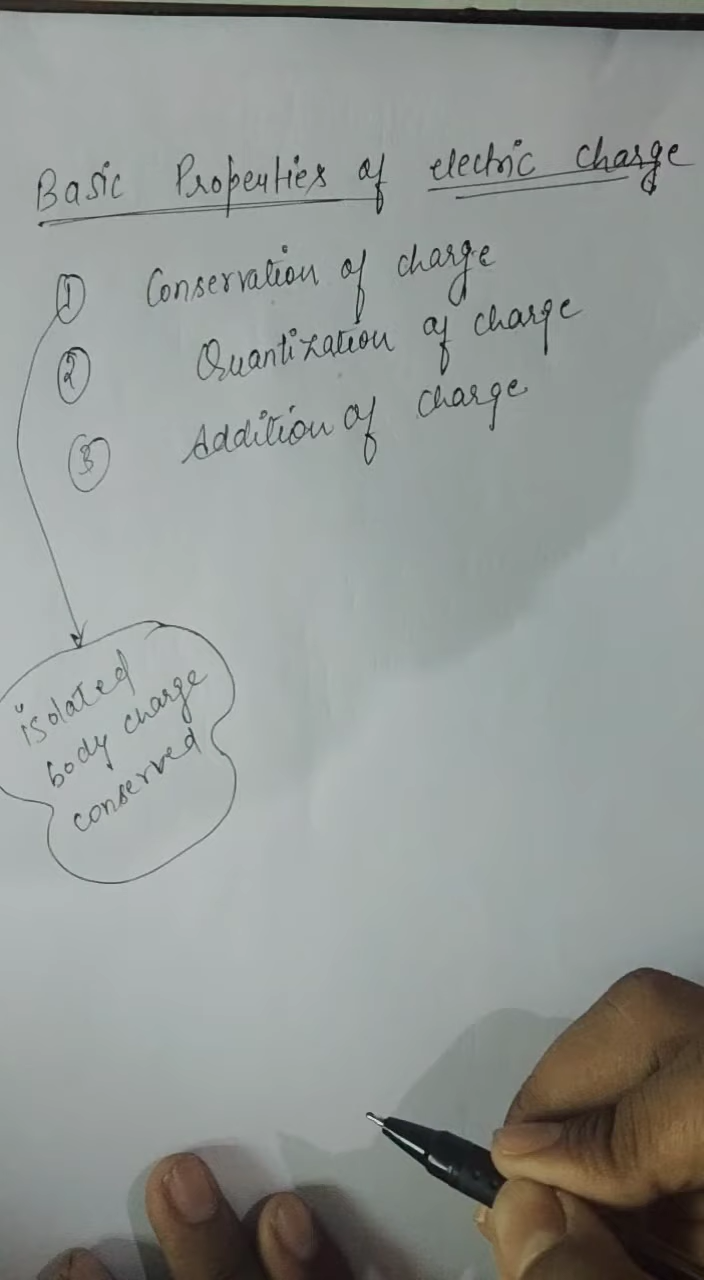 Basic Properties of electric charge
① Conservation of charge
② Quantization of charge
③ Addition of charge
isolated
body charge
conserved